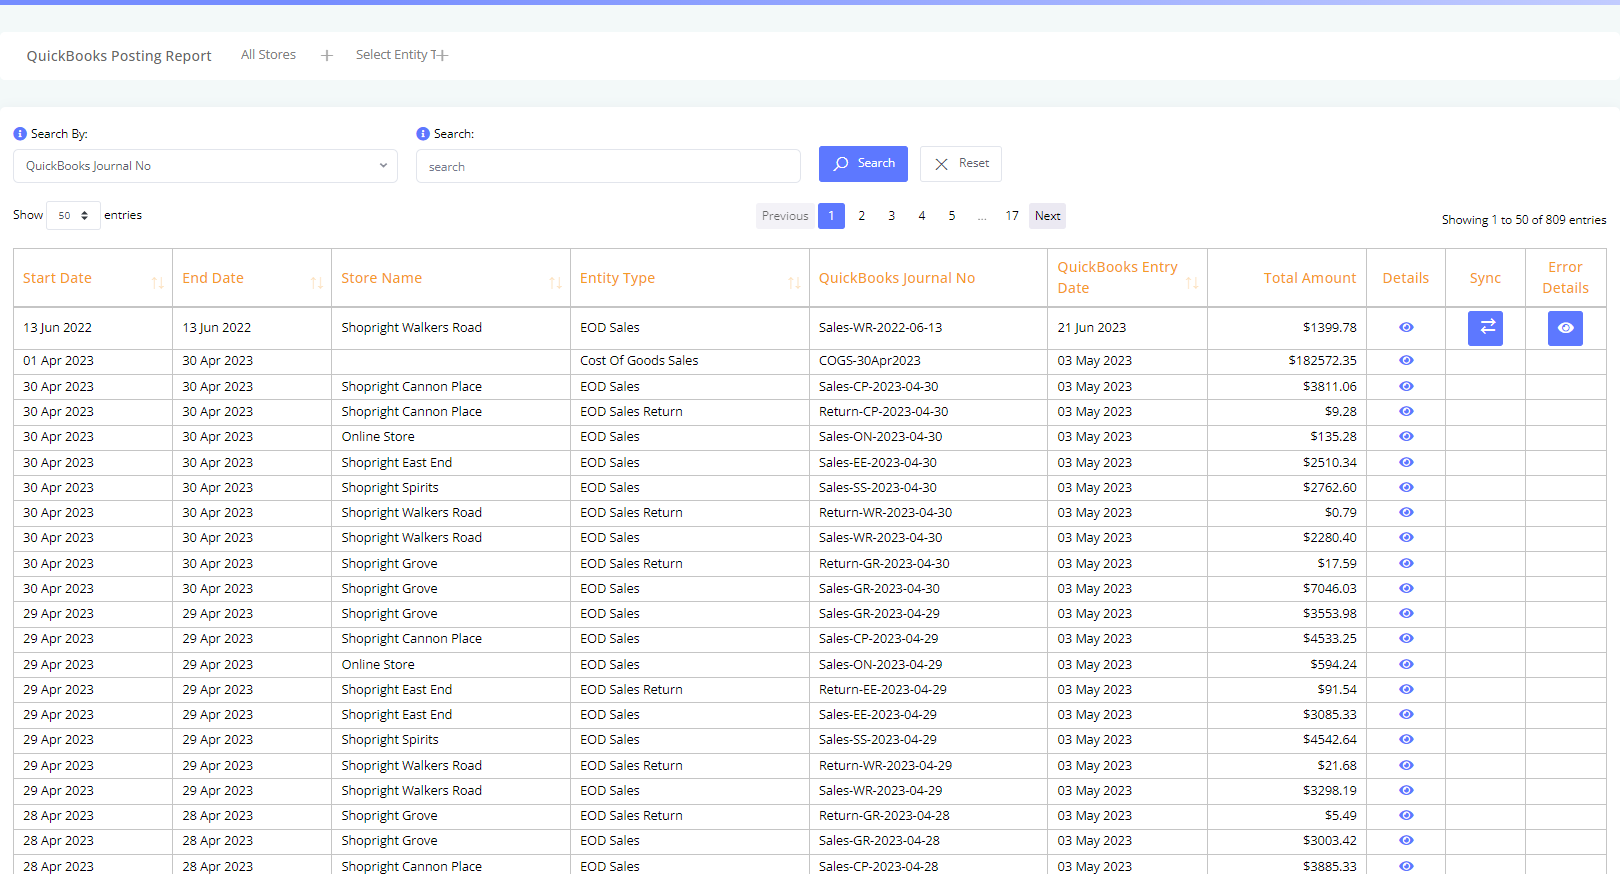 QuickBooks Posting Report All Stores Select Entity T
Search By: Search:
QuickBooks Journal No search Search Reset
Show 50 entries Previous 1 2 3 4 5 ... 17 Next Showing 1 to 50 of 809 entries
Start Date End Date Store Name Entity Type QuickBooks Journal No QuickBooks Entry Date Total Amount Details Sync Error Details
13 Jun 2022 13 Jun 2022 Shopright Walkers Road EOD Sales Sales-WR-2022-06-13 21 Jun 2023 $1399.78
01 Apr 2023 30 Apr 2023 Cost Of Goods Sales COGS-30Apr2023 03 May 2023 $182572.35
30 Apr 2023 30 Apr 2023 Shopright Cannon Place EOD Sales Sales-CP-2023-04-30 03 May 2023 $3811.06
30 Apr 2023 30 Apr 2023 Shopright Cannon Place EOD Sales Return Return-CP-2023-04-30 03 May 2023 $9.28
30 Apr 2023 30 Apr 2023 Online Store EOD Sales Sales-ON-2023-04-30 03 May 2023 $135.28
30 Apr 2023 30 Apr 2023 Shopright East End EOD Sales Sales-EE-2023-04-30 03 May 2023 $2510.34
30 Apr 2023 30 Apr 2023 Shopright Spirits EOD Sales Sales-SS-2023-04-30 03 May 2023 $2762.60
30 Apr 2023 30 Apr 2023 Shopright Walkers Road EOD Sales Return Return-WR-2023-04-30 03 May 2023 $0.79
30 Apr 2023 30 Apr 2023 Shopright Walkers Road EOD Sales Sales-WR-2023-04-30 03 May 2023 $2280.40
30 Apr 2023 30 Apr 2023 Shopright Grove EOD Sales Return Return-GR-2023-04-30 03 May 2023 $17.59
30 Apr 2023 30 Apr 2023 Shopright Grove EOD Sales Sales-GR-2023-04-30 03 May 2023 $7046.03
29 Apr 2023 29 Apr 2023 Shopright Grove EOD Sales Sales-GR-2023-04-29 03 May 2023 $3553.98
29 Apr 2023 29 Apr 2023 Shopright Cannon Place EOD Sales Sales-CP-2023-04-29 03 May 2023 $4533.25
29 Apr 2023 29 Apr 2023 Online Store EOD Sales Sales-ON-2023-04-29 03 May 2023 $594.24
29 Apr 2023 29 Apr 2023 Shopright East End EOD Sales Return Return-EE-2023-04-29 03 May 2023 $91.54
29 Apr 2023 29 Apr 2023 Shopright East End EOD Sales Sales-EE-2023-04-29 03 May 2023 $3085.33
29 Apr 2023 29 Apr 2023 Shopright Spirits EOD Sales Sales-SS-2023-04-29 03 May 2023 $4542.64
29 Apr 2023 29 Apr 2023 Shopright Walkers Road EOD Sales Return Return-WR-2023-04-29 03 May 2023 $21.68
29 Apr 2023 29 Apr 2023 Shopright Walkers Road EOD Sales Sales-WR-2023-04-29 03 May 2023 $3298.19
28 Apr 2023 28 Apr 2023 Shopright Grove EOD Sales Return Return-GR-2023-04-28 03 May 2023 $5.49
28 Apr 2023 28 Apr 2023 Shopright Grove EOD Sales Sales-GR-2023-04-28 03 May 2023 $3003.42
28 Apr 2023 28 Apr 2023 Shopright Cannon Place EOD Sales Sales-CP-2023-04-28 03 May 2023 $3885.33